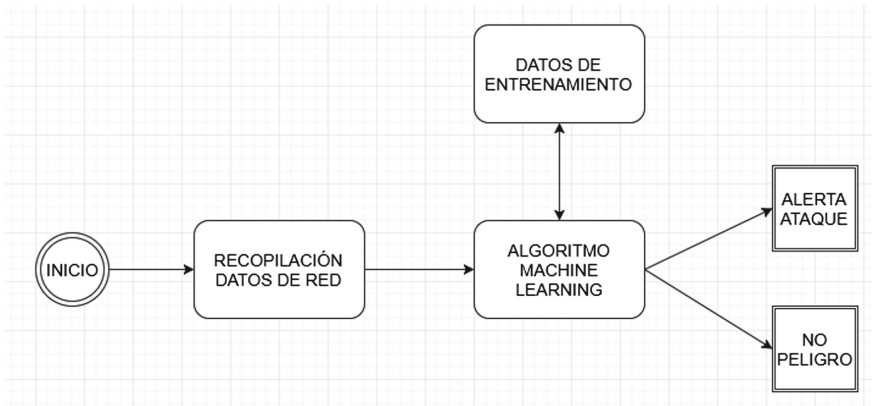 DATOS DE
ENTRENAMIENTO
INICIO
RECOPILACIÓN
DATOS DE RED
ALGORITMO
MACHINE
LEARNING
ALERTA
ATAQUE
NO
PELIGRO